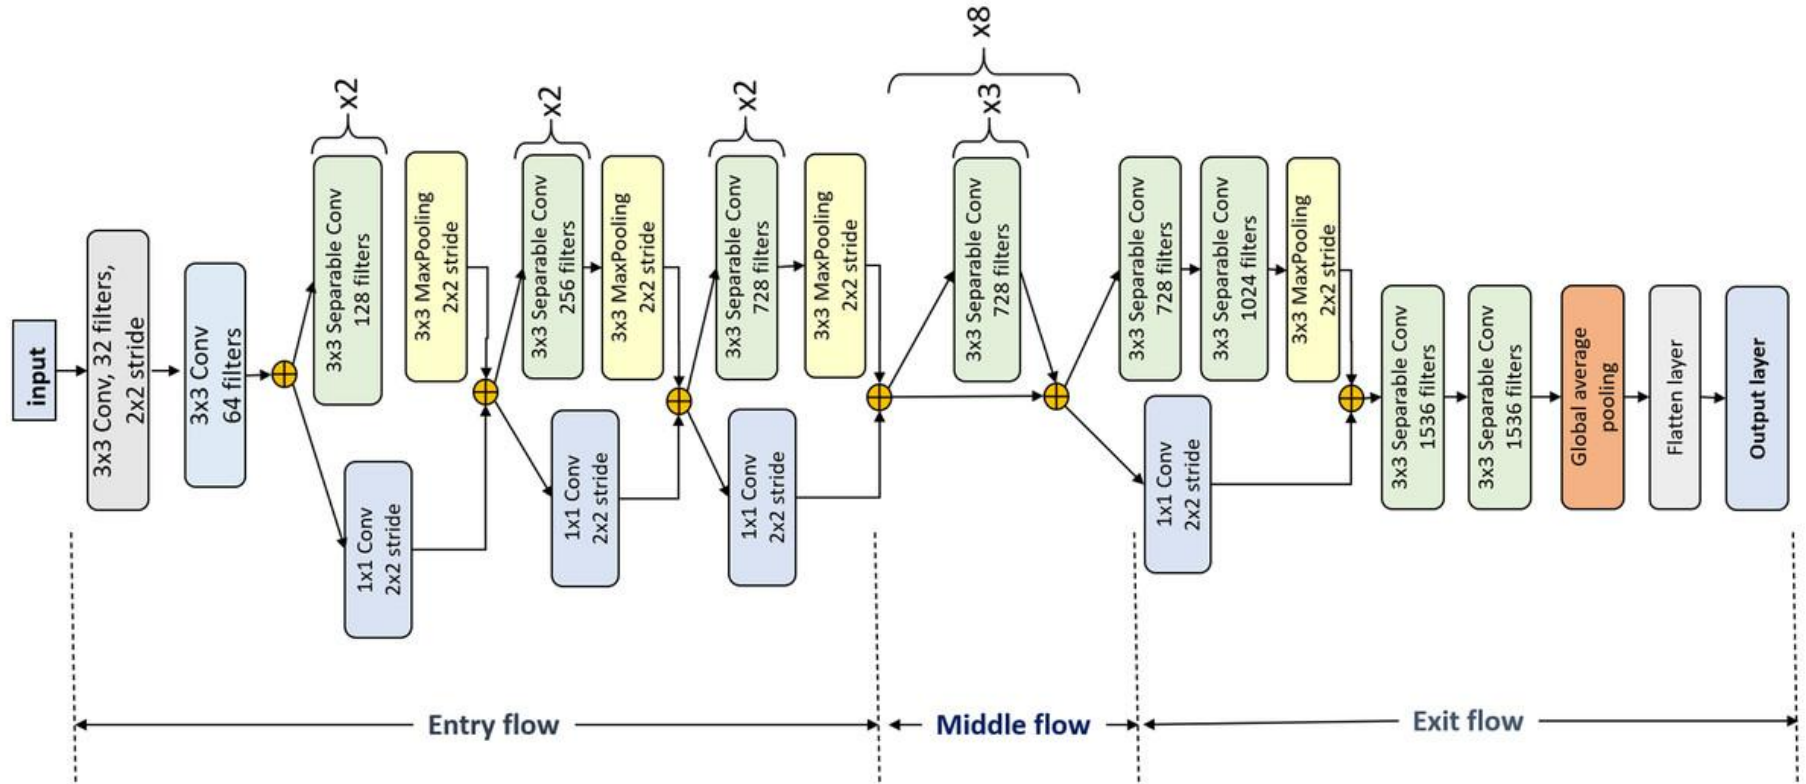 input
3x3 Conv, 32 filters,
2x2 stride
3x3 Conv
64 filters
x2
3x3 Separable Conv
128 filters
3x3 MaxPooling
2x2 stride
1x1 Conv
2x2 stride
x2
3x3 Separable Conv
256 filters
3x3 MaxPooling
2x2 stride
1x1 Conv
2x2 stride
x2
3x3 Separable Conv
728 filters
3x3 MaxPooling
2x2 stride
1x1 Conv
2x2 stride
x8
x3
3x3 Separable Conv
728 filters
3x3 Separable Conv
728 filters
3x3 Separable Conv
1024 filters
3x3 MaxPooling
2x2 stride
1x1 Conv
2x2 stride
3x3 Separable Conv
1536 filters
3x3 Separable Conv
1536 filters
Global average
pooling
Flatten layer
Output layer
Entry flow
Middle flow
Exit flow